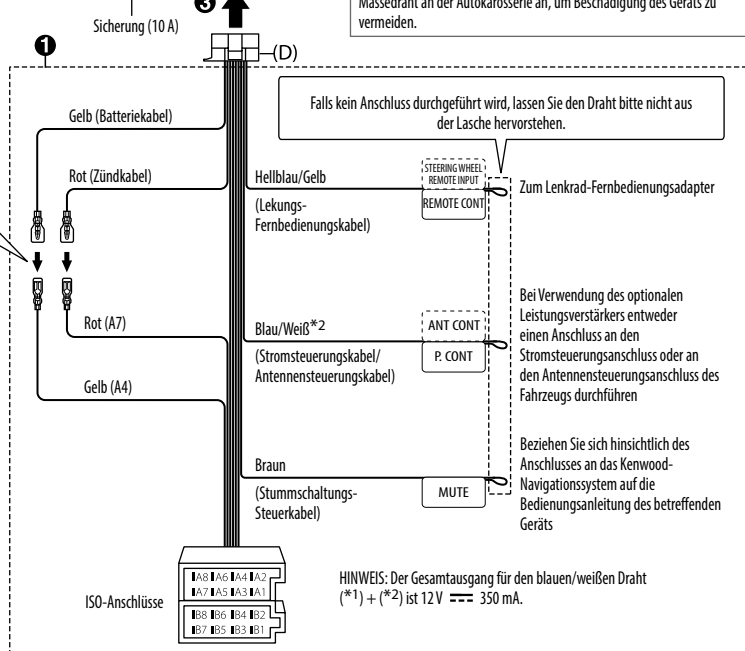 Massedraht an der Autokarosserie an, um Beschädigung des Geräts zu
vermeiden.
3
Sicherung (10 A)
1
(D)
Falls kein Anschluss durchgeführt wird, lassen Sie den Draht bitte nicht aus
der Lasche hervorstehen.
Gelb (Batteriekabel)
Rot (Zündkabel)
Hellblau/Gelb
(Lekungs-
Fernbedienungskabel)
STEERING WHEEL
REMOTE INPUT
REMOTE CONT
Zum Lenkrad-Fernbedienungsadapter
Rot (A7)
Gelb (A4)
Blau/Weiß*2
(Stromsteuerungskabel/
Antennensteuerungskabel)
ANT CONT
P. CONT
Bei Verwendung des optionalen
Leistungsverstärkers entweder
einen Anschluss an den
Stromsteuerungsanschluss oder an
den Antennensteuerungsanschluss des
Fahrzeugs durchführen
Braun
(Stummschaltungs-
Steuerkabel)
MUTE
Beziehen Sie sich hinsichtlich des
Anschlusses an das Kenwood-
Navigationssystem auf die
Bedienungsanleitung des betreffenden
Geräts
ISO-Anschlüsse
A8 A6 A4 A2
A7 A5 A3 A1
B8 B6 B4 B2
B7 B5 B3 B1
HINWEIS: Der Gesamtausgang für den blauen/weißen Draht
(*1) + (*2) ist 12 V ⎓ 350 mA.